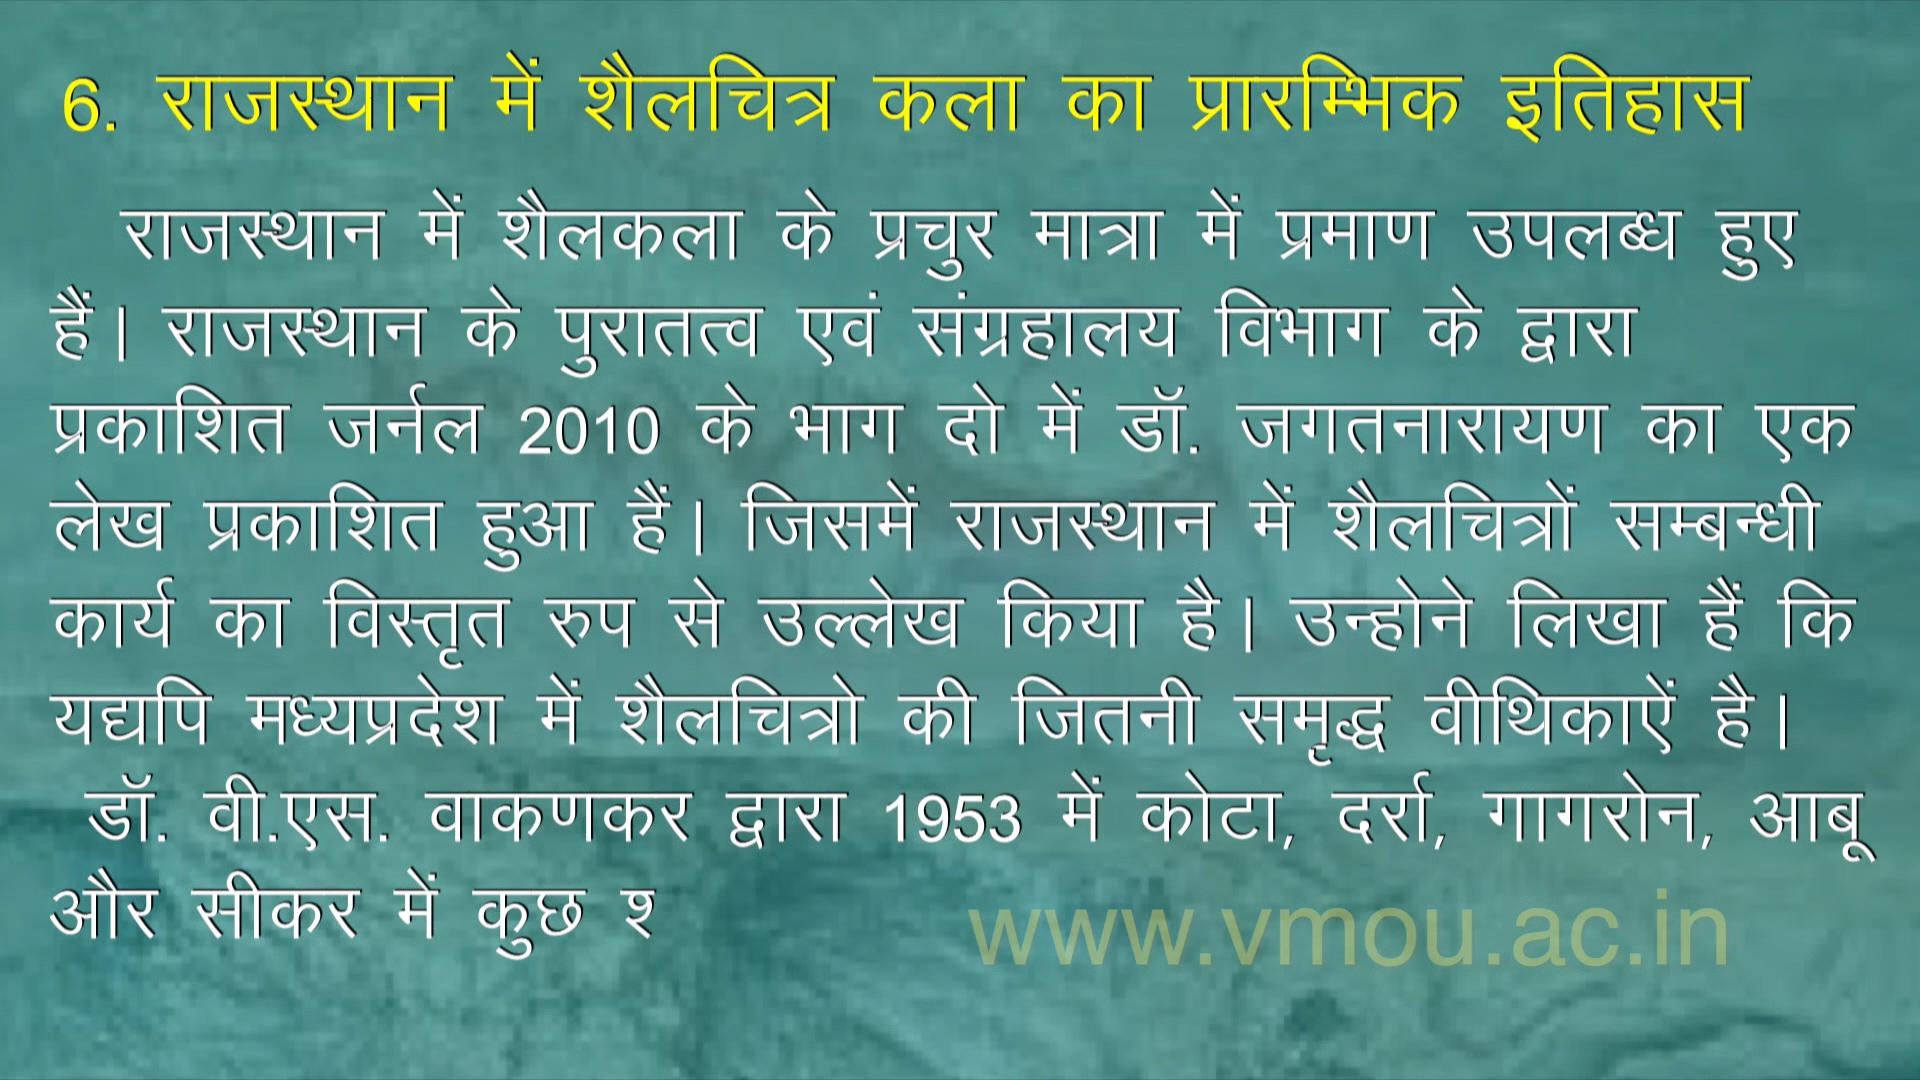 6. राजस्थान में शैलचित्र कला का प्रारम्भिक इतिहास
राजस्थान में शैलकला के प्रचुर मात्रा में प्रमाण उपलब्ध हुए
हैं। राजस्थान के पुरातत्व एवं संग्रहालय विभाग के द्वारा
प्रकाशित जर्नल 2010 के भाग दो में डॉ. जगतनारायण का एक
लेख प्रकाशित हुआ हैं। जिसमें राजस्थान में शैलचित्रों सम्बन्धी
कार्य का विस्तृत रुप से उल्लेख किया है। उन्होने लिखा हैं कि
यद्यपि मध्यप्रदेश में शैलचित्रो की जितनी समृद्ध वीथिकाऐं है।
डॉ. वी.एस. वाकणकर द्वारा 1953 में कोटा, दर्रा, गागरोन, आबू
और सीकर में कुछ श्
www.vmou.ac.in